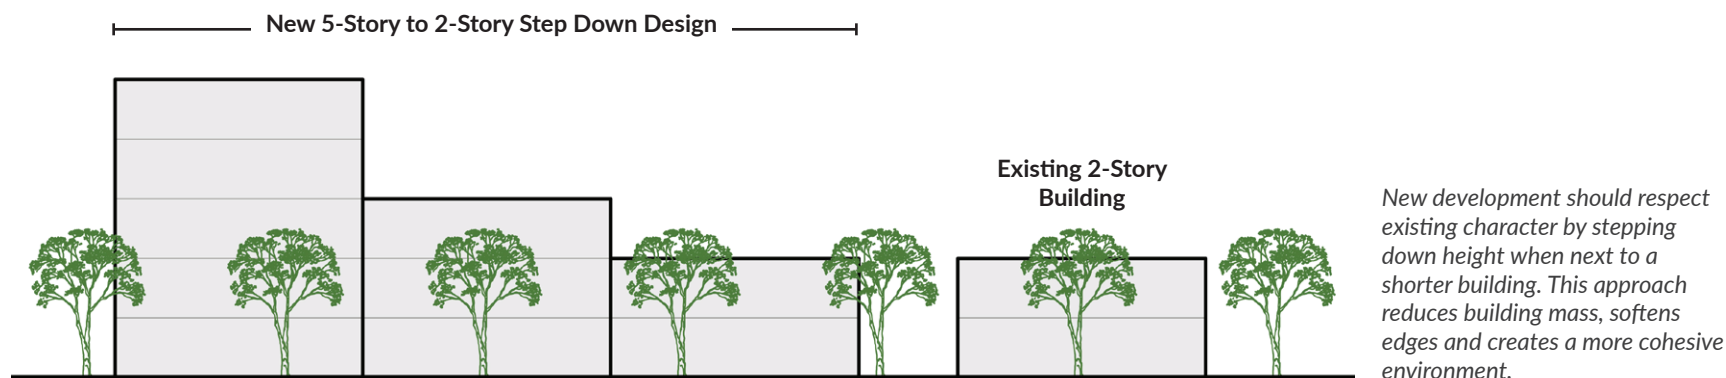 New 5-Story to 2-Story Step Down Design
Existing 2-Story
Building
New development should respect
existing character by stepping
down height when next to a
shorter building. This approach
reduces building mass, softens
edges and creates a more cohesive
environment.